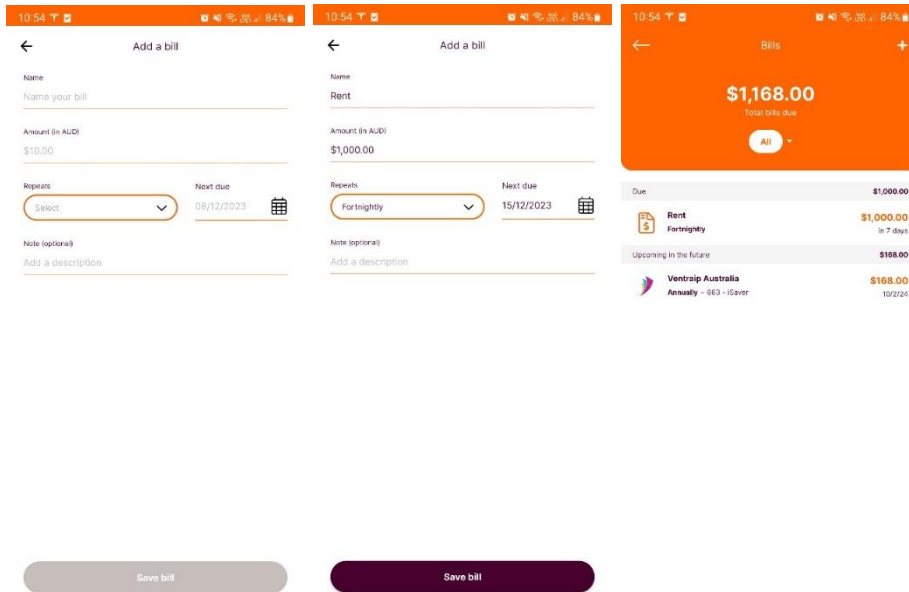 10:54 84%
Add a bill
Name
Name your bill
Amount (in AUD)
$10.00
Repeats Next due
Select 08/12/2023
Note (optional)
Add a description
Save bill
10:54 84%
Add a bill
Name
Rent
Amount (in AUD)
$1,000.00
Repeats Next due
Fortnightly 15/12/2023
Note (optional)
Add a description
Save bill
10:54 84%
Bills +
$1,168.00
Total bills due
All
Due $1,000.00
Rent $1,000.00
Fortnightly in 7 days
Upcoming in the future $168.00
Ventraip Australia $168.00
Annually - 663 - iSaver 10/2/24